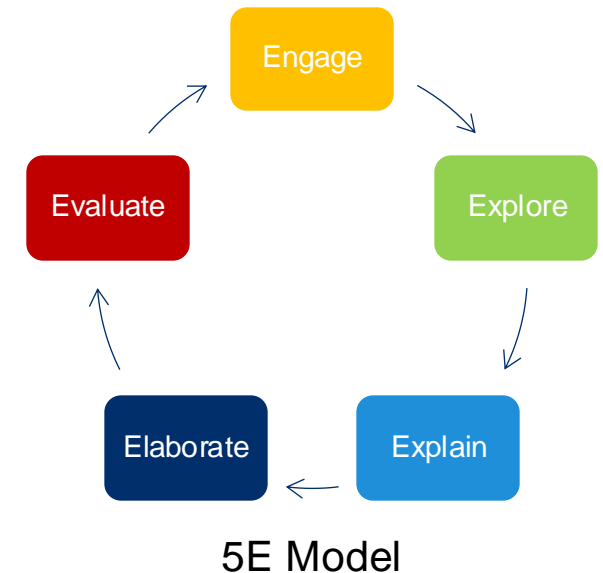 Engage
Explore
Explain
Elaborate
Evaluate
5E Model